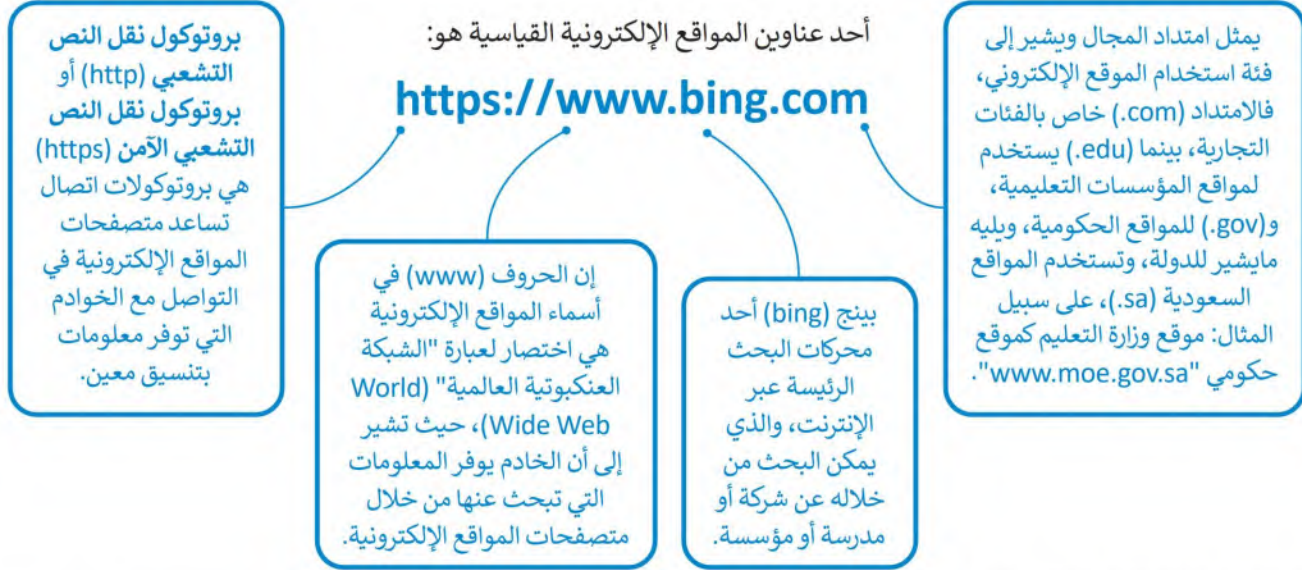 أحد عناوين المواقع الإلكترونية القياسية هو:
https://www.bing.com
يمثل امتداد المجال ويشير إلى
فئة استخدام الموقع الإلكتروني،
فالامتداد (com.) خاص بالفئات
التجارية، بينما (edu.) يستخدم
لمواقع المؤسسات التعليمية،
و(gov.) للمواقع الحكومية، ويليه
مايشير للدولة، وتستخدم المواقع
السعودية (sa.)، على سبيل
المثال: موقع وزارة التعليم كموقع
حكومي "www.moe.gov.sa".
بينج (bing) أحد
محركات البحث
الرئيسة عبر
الإنترنت، والذي
يمكن البحث من
خلاله عن شركة أو
مدرسة أو مؤسسة.
إن الحروف (www) في
أسماء المواقع الإلكترونية
هي اختصار لعبارة "الشبكة
العنكبوتية العالمية" (World
Wide Web)، حيث تشير
إلى أن الخادم يوفر المعلومات
التي تبحث عنها من خلال
متصفحات المواقع الإلكترونية.
بروتوكول نقل النص
التشعبي (http) أو
بروتوكول نقل النص
التشعبي الآمن (https)
هي بروتوكولات اتصال
تساعد متصفحات
المواقع الإلكترونية في
التواصل مع الخوادم
التي توفر معلومات
بتنسيق معين.